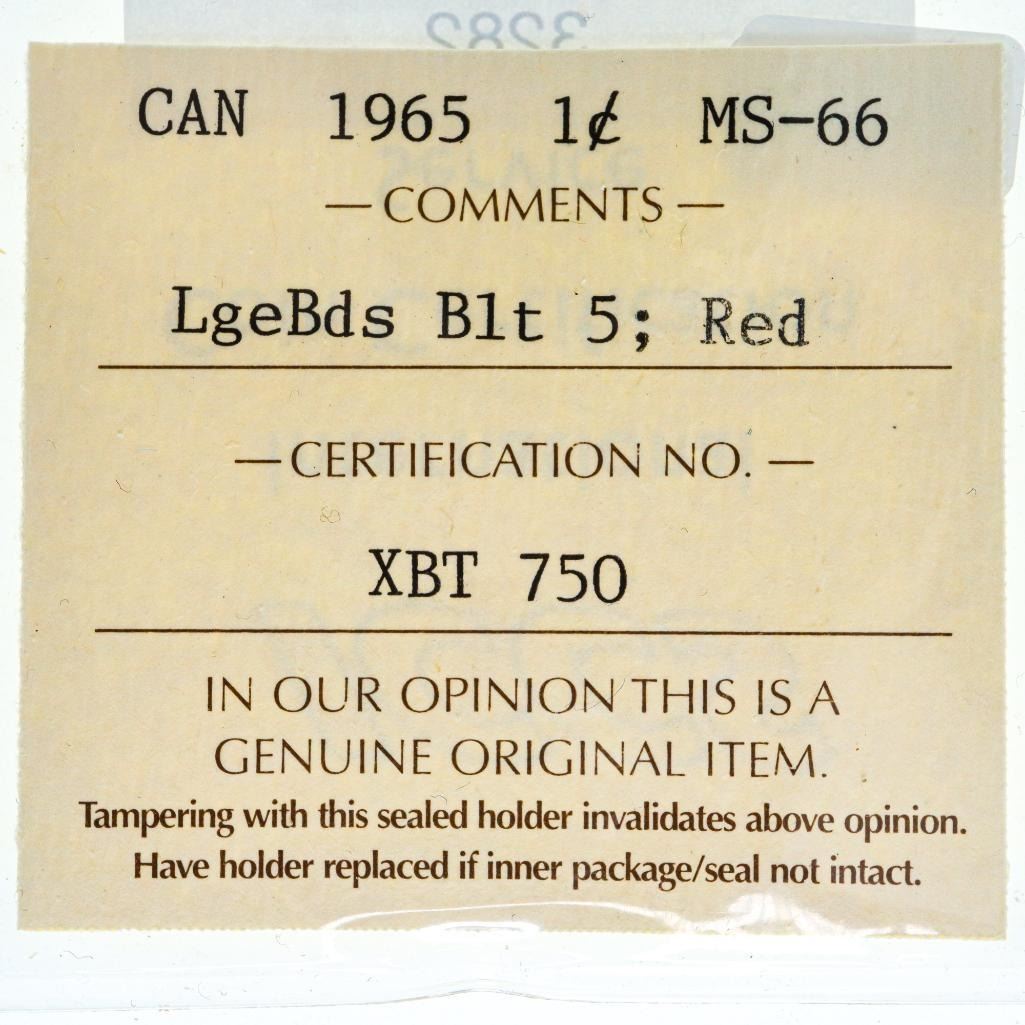 3282
CAN 1965 1¢ MS-66
— COMMENTS —
LgeBds Blt 5; Red
— CERTIFICATION NO. —
XBT 750
IN OUR OPINION THIS IS A
GENUINE ORIGINAL ITEM.
Tampering with this sealed holder invalidates above opinion.
Have holder replaced if inner package/seal not intact.